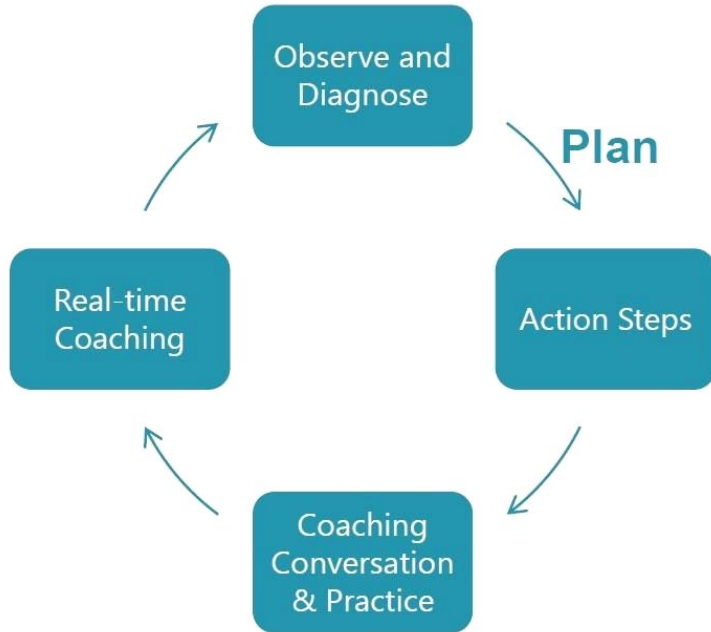 Observe and
Diagnose
Plan
Action Steps
Coaching
Conversation
& Practice
Real-time
Coaching